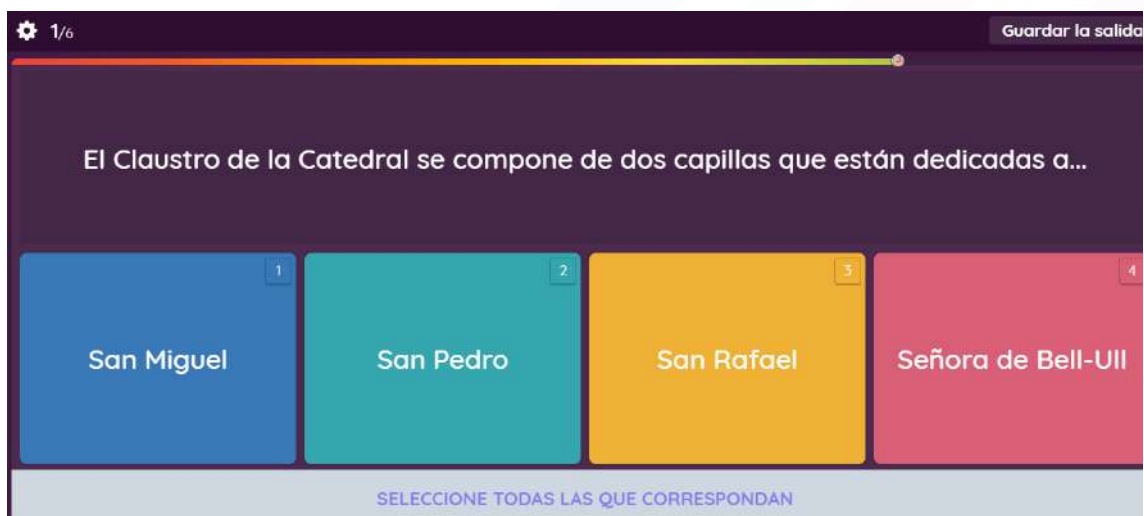 1/6
Guardar la salida
El Claustro de la Catedral se compone de dos capillas que están dedicadas a...
1
San Miguel
2
San Pedro
3
San Rafael
4
Señora de Bell-Ull
SELECCIONE TODAS LAS QUE CORRESPONDAN